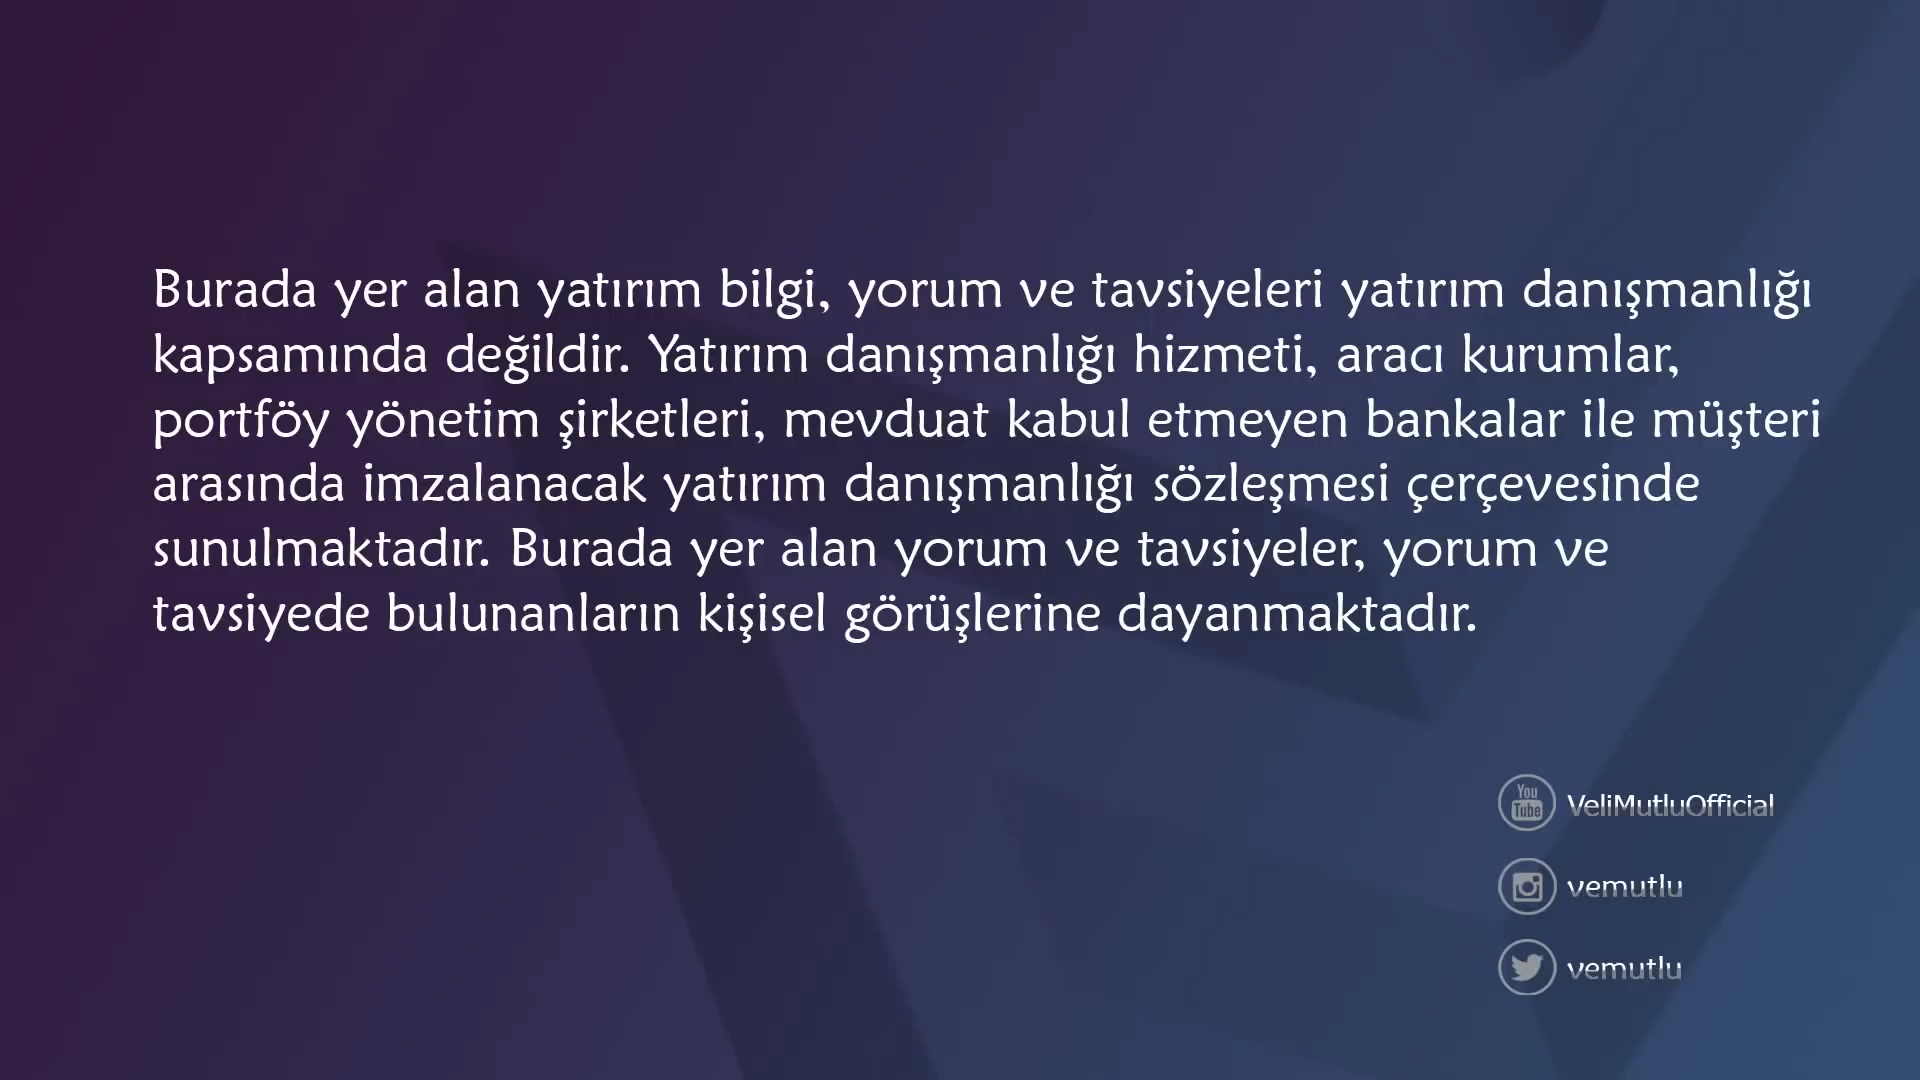 Burada yer alan yatırım bilgi, yorum ve tavsiyeleri yatırım danışmanlığı
kapsamında değildir. Yatırım danışmanlığı hizmeti, aracı kurumlar,
portföy yönetim şirketleri, mevduat kabul etmeyen bankalar ile müşteri
arasında imzalanacak yatırım danışmanlığı sözleşmesi çerçevesinde
sunulmaktadır. Burada yer alan yorum ve tavsiyeler, yorum ve
tavsiyede bulunanların kişisel görüşlerine dayanmaktadır.
You
Tube
VeliMutluOfficial
vemutlu
vemutlu